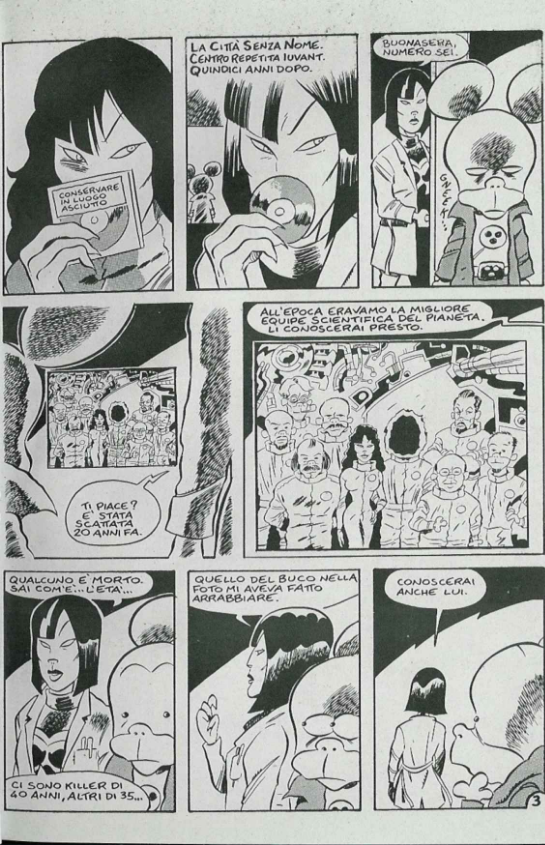 CONSERVARE
IN LUOGO
ASCIUTTO
LA CITTÀ SENZA NOME.
CENTRO REPETITA IUVANT.
QUINDICI ANNI DOPO.
BUONASERA,
NUMERO SEI.
GNEEK...
TI PIACE?
E' STATA
SCATTATA
20 ANNI FA.
ALL'EPOCA ERAVAMO LA MIGLIORE
EQUIPE SCIENTIFICA DEL PIANETA.
LI CONOSCERAI PRESTO.
QUALCUNO E' MORTO.
SAI COM'E'... L'ETA'...
CI SONO KILLER DI
40 ANNI, ALTRI DI 35...
QUELLO DEL BUCO NELLA
FOTO MI AVEVA FATTO
ARRABBIARE.
CONOSCERAI
ANCHE LUI.
3